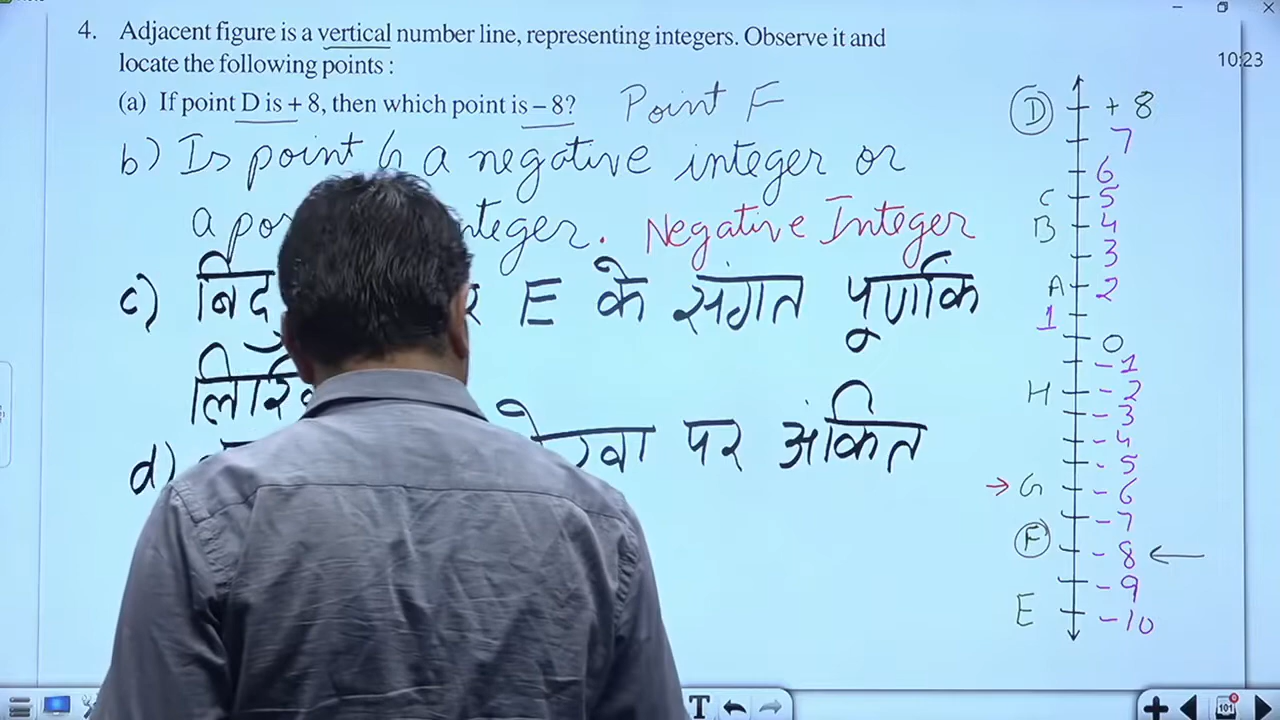 10:23
4. Adjacent figure is a vertical number line, representing integers. Observe it and
locate the following points :
(a) If point D is + 8, then which point is – 8? Point F
b) Is point G a negative integer or
a integer. Negative Integer
c) E के संगत पूर्णांक
d) पर अंकित
D + 8
7
6
C 5
B 4
3
A 2
1
0
-1
H -2
-3
-4
-5
→ G -6
-7
F -8 ←
-9
E -10
T
101